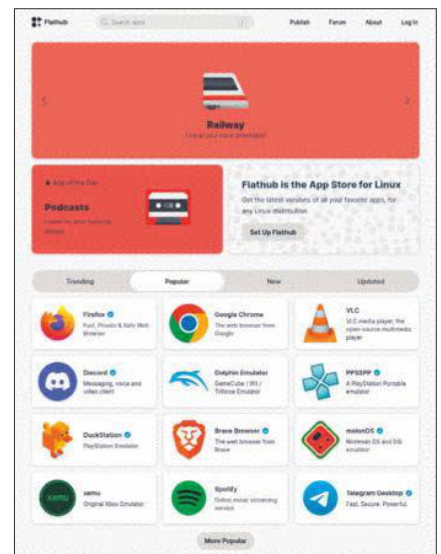 Flathub
Search apps
Publish Forum About Log in
Railway
App of the Day
Podcasts
Flathub is the App Store for Linux
Get the latest versions of all your favorite apps, for
any Linux distribution.
Set Up Flathub
Trending Popular New Updated
Firefox
Fast, Private & Safe Web
Browser
Google Chrome
The web browser from
Google
VLC
VLC media player, the
open-source multimedia
player
Discord
Messaging, voice and
video client
Dolphin Emulator
GameCube / Wii /
Triforce Emulator
PPSSPP
A PlayStation Portable
emulator
DuckStation
PlayStation Emulator
Brave Browser
The web browser from
Brave
melonDS
Nintendo DS and DSi
emulator
xemu
xemu
Original Xbox Emulator
Spotify
Online music streaming
service
Telegram Desktop
Fast. Secure. Powerful.
More Popular